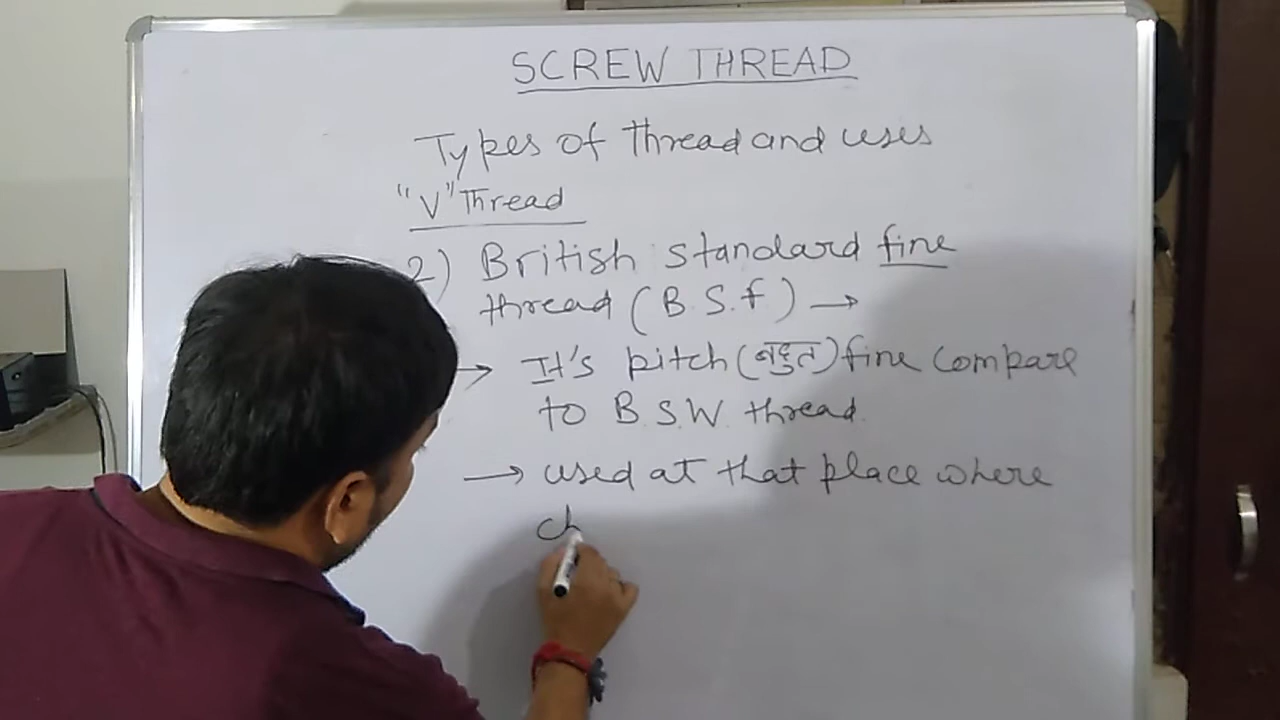 SCREW THREAD
Types of thread and uses
"V" Thread
2) British standard fine
thread (B.S.f) →
→ It's pitch (बहुत) fine compare
to B.S.W. thread.
→ used at that place where
ch